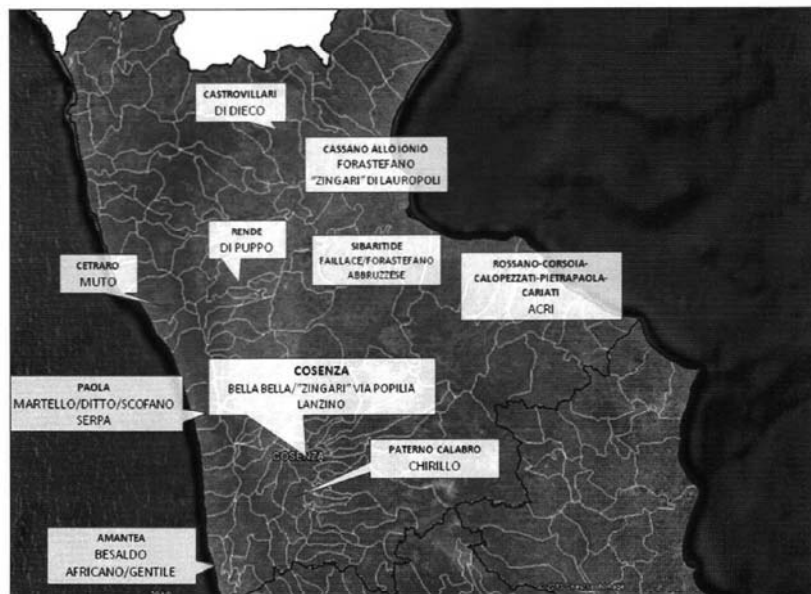 CASTROVILLARI
DI DIECO
CASSANO ALLO IONIO
FORASTEFANO
"ZINGARI" DI LAUROPOLI
RENDE
DI PUPPO
SIBARITIDE
FAILLACE/FORASTEFANO
ABBRUZZESE
CETRARO
MUTO
ROSSANO-CORSOIA-
CALOPEZZATI-PIETRAPAOLA-
CARIATI
ACRI
COSENZA
BELLA BELLA/"ZINGARI" VIA POPILIA
LANZINO
PAOLA
MARTELLO/DITTO/SCOFANO
SERPA
COSENZA
PATERNO CALABRO
CHIRILLO
AMANTEA
BESALDO
AFRICANO/GENTILE